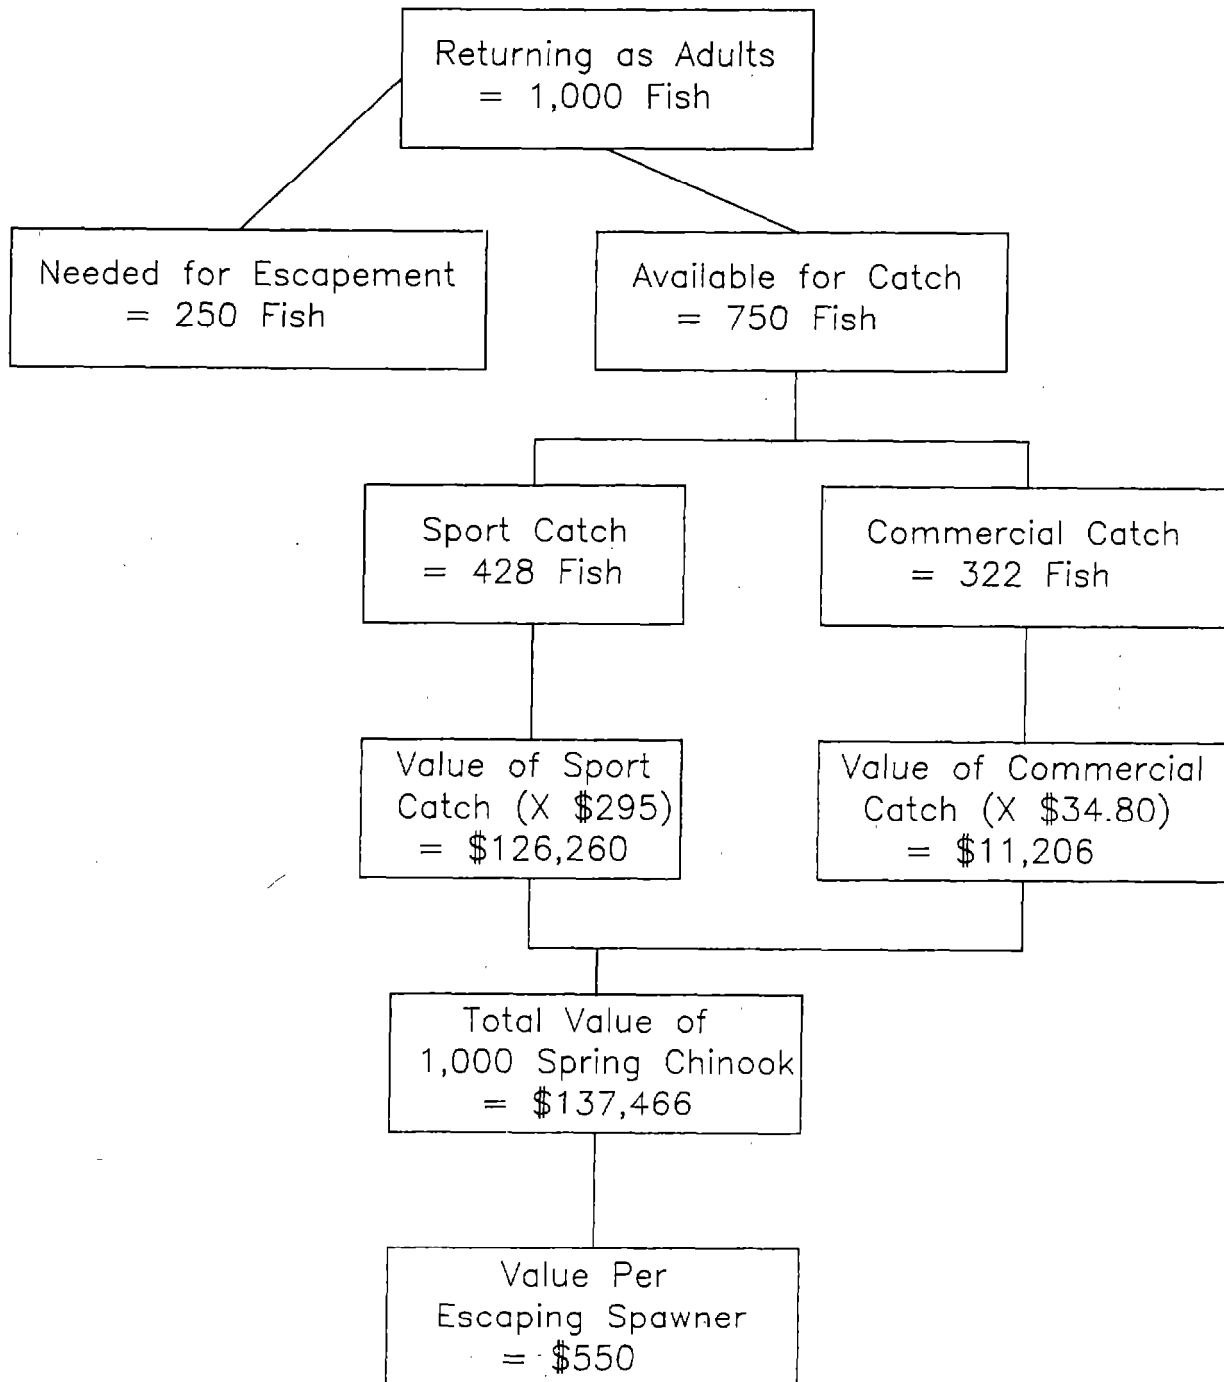 Returning as Adults
= 1,000 Fish
Needed for Escapement
= 250 Fish
Available for Catch
= 750 Fish
Sport Catch
= 428 Fish
Commercial Catch
= 322 Fish
Value of Sport
Catch (X $295)
= $126,260
Value of Commercial
Catch (X $34.80)
= $11,206
Total Value of
1,000 Spring Chinook
= $137,466
Value Per
Escaping Spawner
= $550